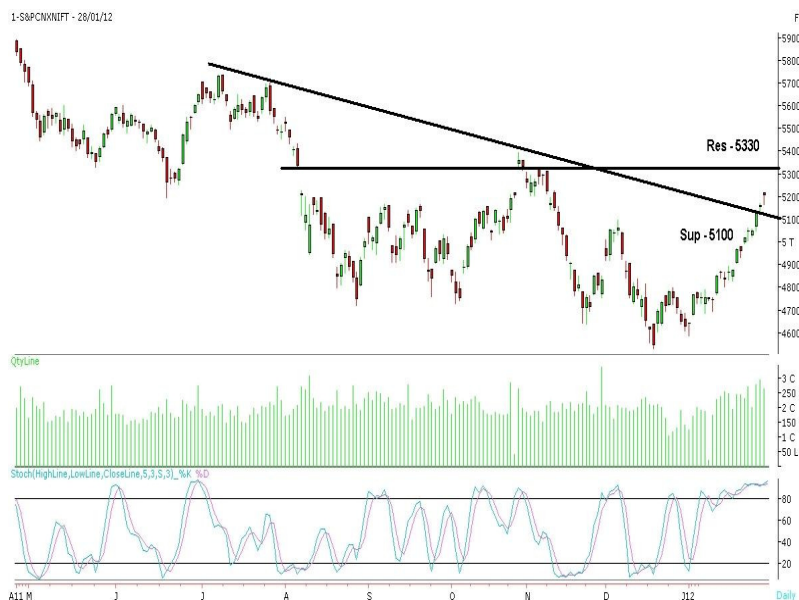 1-S&PCNXNIFT - 28/01/12
F
5900
5800
5700
5600
5500
5400
Res - 5330
5300
5200
5100
Sup - 5100
5 T
4900
4800
4700
4600
QtyLine
3 C
250
2 C
150
1 C
50 L
Stoch(HighLine,LowLine,CloseLine,5,3,S,3)_%K %D
80
60
40
20
A11 M J J A S O N D J12
Daily